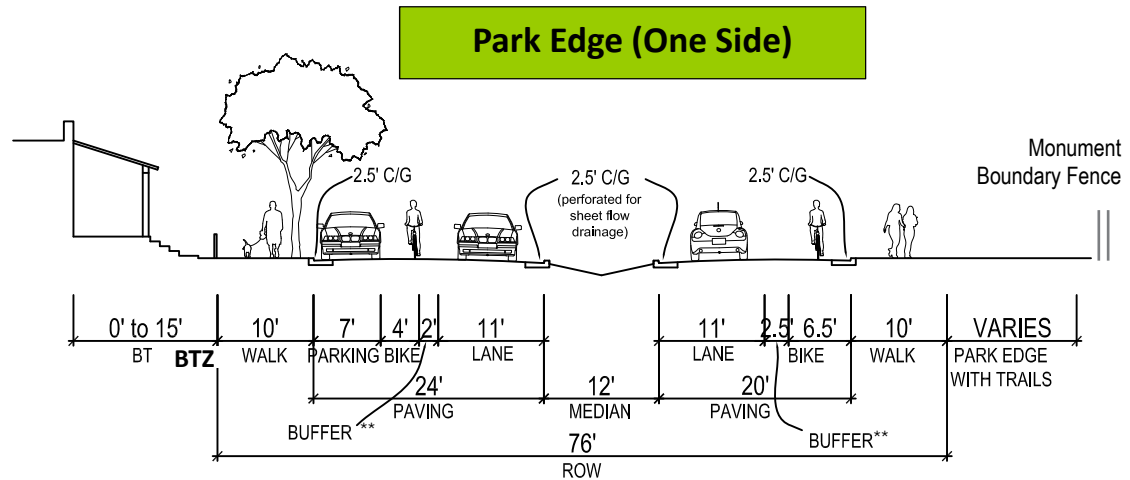 Park Edge (One Side)
Monument
Boundary Fence
2.5' C/G
2.5' C/G
(perforated for
sheet flow
drainage)
2.5' C/G
0' to 15'
BT
BTZ
10'
WALK
7'
PARKING
4'
BIKE
2'
11'
LANE
11'
LANE
2.5'
6.5'
BIKE
10'
WALK
VARIES
PARK EDGE
WITH TRAILS
24'
PAVING
12'
MEDIAN
20'
PAVING
BUFFER **
BUFFER**
76'
ROW